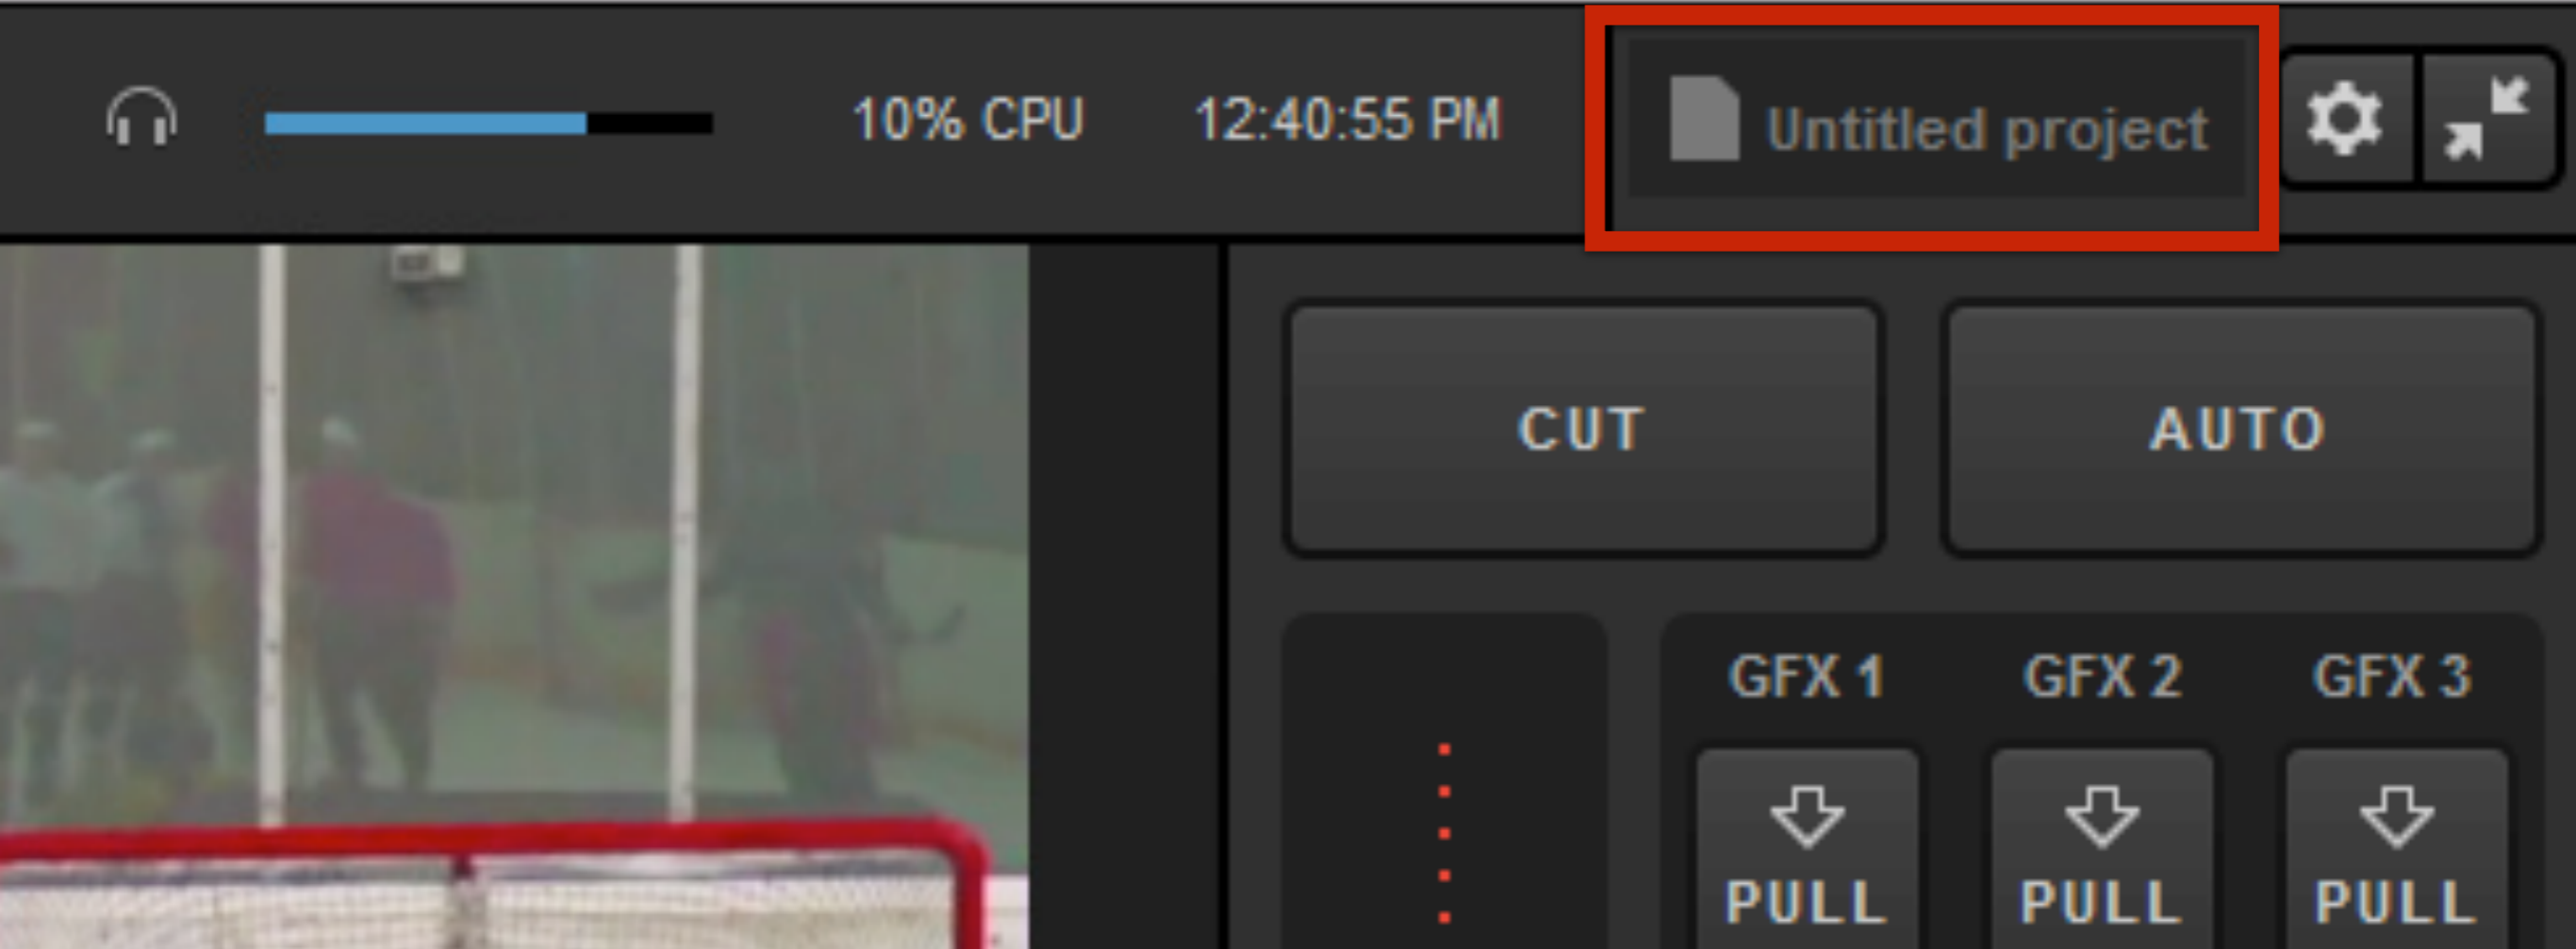 10% CPU 12:40:55 PM Untitled project
CUT AUTO
GFX 1 GFX 2 GFX 3
PULL PULL PULL